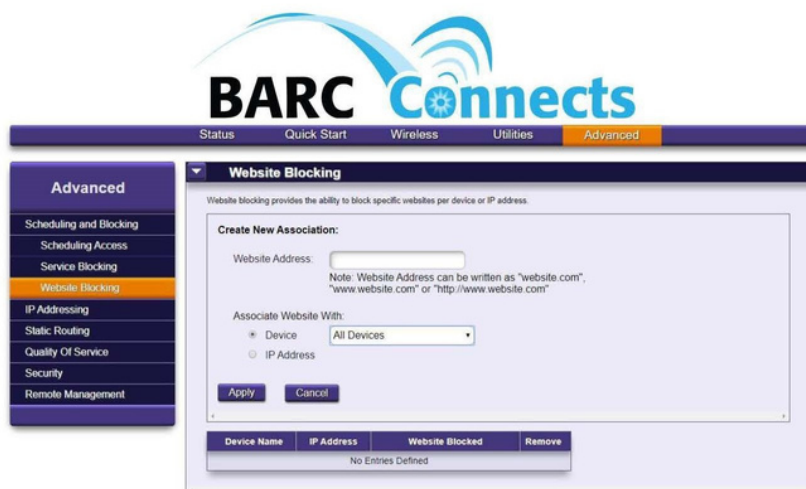 BARC Connects
Status Quick Start Wireless Utilities Advanced
Advanced
Scheduling and Blocking
Scheduling Access
Service Blocking
Website Blocking
IP Addressing
Static Routing
Quality Of Service
Security
Remote Management
Website Blocking
Website blocking provides the ability to block specific websites per device or IP address.
Create New Association:
Website Address:
Note: Website Address can be written as "website.com",
"www.website.com" or "http://www.website.com"
Associate Website With:
Device All Devices
IP Address
Apply Cancel
Device Name IP Address Website Blocked Remove
No Entries Defined